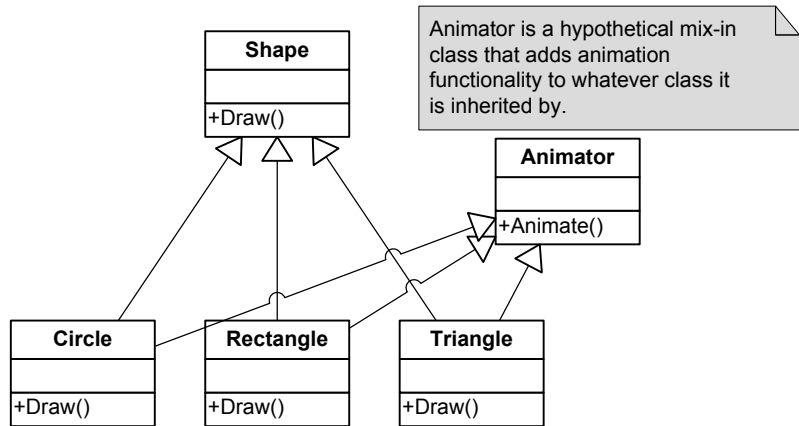 Shape
+Draw()
Animator is a hypothetical mix-in
class that adds animation
functionality to whatever class it
is inherited by.
Animator
+Animate()
Circle
+Draw()
Rectangle
+Draw()
Triangle
+Draw()